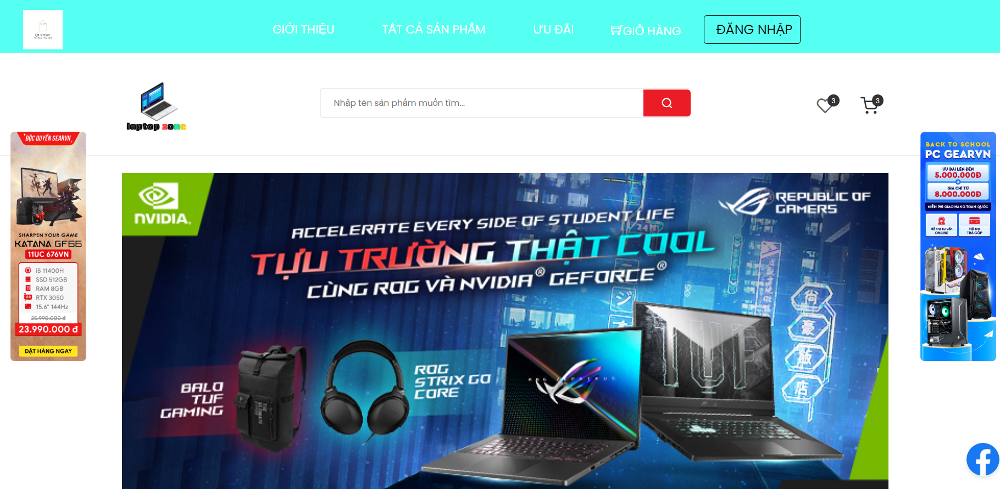 QT STORE
GIỚI THIỆU
TẤT CẢ SẢN PHẨM
ƯU ĐÃI
GIỎ HÀNG
ĐĂNG NHẬP
laptop zone
Nhập tên sản phẩm muốn tìm...
3
3
ĐỘC QUYỀN GEARVN
SHARPEN YOUR GAME
KATANA GF66
11UC 676VN
i5 11400H
SSD 512GB
RAM 8GB
RTX 3050
15.6" 144Hz
25.990.000 đ
23.990.000 đ
ĐẶT HÀNG NGAY
NVIDIA.
REPUBLIC OF
GAMERS
ACCELERATE EVERY SIDE OF STUDENT LIFE
TỰU TRƯỜNG THẬT COOL
CÙNG ROG VÀ NVIDIA® GEFORCE®
BALO
TUF
GAMING
ROG
STRIX GO
CORE
TUF
ジ
尚
豪
飯
店
BACK TO SCHOOL
PC GEARVN
ƯU ĐÃI LÊN ĐẾN
5.000.000Đ
GIÁ CHỈ TỪ
8.000.000Đ
MIỄN PHÍ GIAO HÀNG TOÀN QUỐC
Hỗ trợ tư vấn
ONLINE
Hỗ trợ
TRẢ GÓP